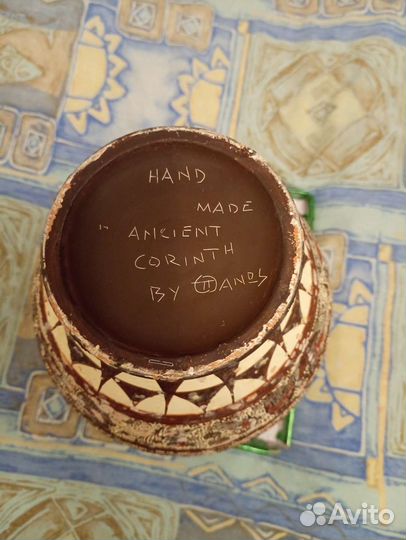 HAND
MADE
" ANCIENT
CORINTH
BY ΠANOS
Avito